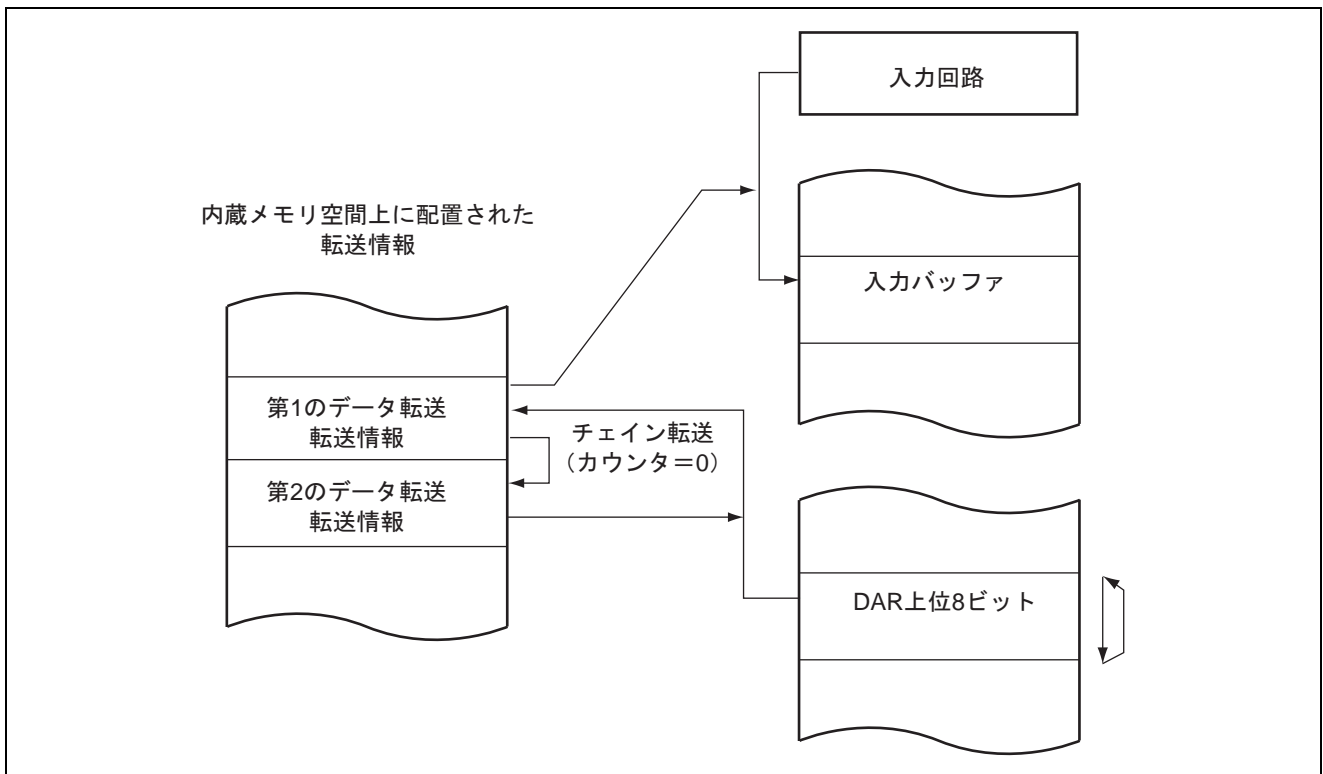 入力回路
内蔵メモリ空間上に配置された
転送情報
入力バッファ
第1のデータ転送
転送情報
チェイン転送
（カウンタ＝0）
第2のデータ転送
転送情報
DAR上位8ビット